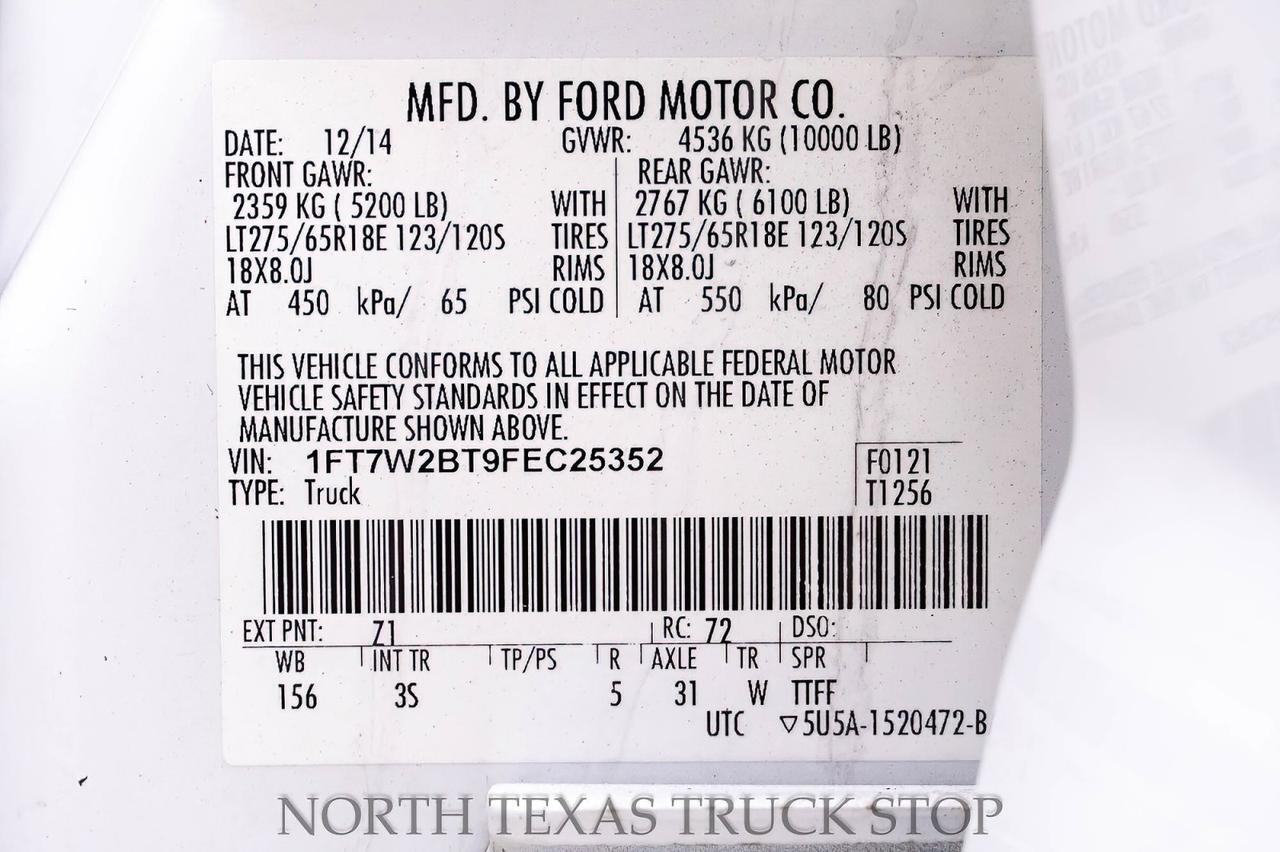 MFD. BY FORD MOTOR CO.
DATE: 12/14 GVWR: 4536 KG (10000 LB)
FRONT GAWR: REAR GAWR:
2359 KG ( 5200 LB) WITH 2767 KG ( 6100 LB) WITH
LT275/65R18E 123/120S TIRES LT275/65R18E 123/120S TIRES
18X8.0J RIMS 18X8.0J RIMS
AT 450 kPa/ 65 PSI COLD AT 550 kPa/ 80 PSI COLD
THIS VEHICLE CONFORMS TO ALL APPLICABLE FEDERAL MOTOR
VEHICLE SAFETY STANDARDS IN EFFECT ON THE DATE OF
MANUFACTURE SHOWN ABOVE.
VIN: 1FT7W2BT9FEC25352 F0121
TYPE: Truck T1256
EXT PNT: Z1 RC: 72 DSO:
WB INT TR TP/PS R AXLE TR SPR
156 3S 5 31 W TTFF
UTC ▽5U5A-1520472-B
NORTH TEXAS TRUCK STOP